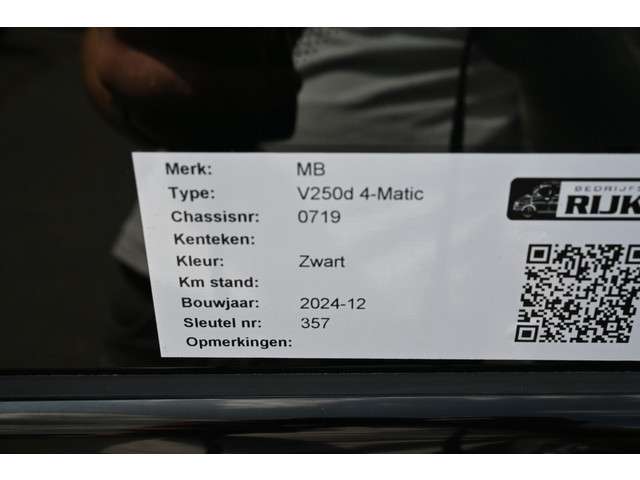 Merk: MB
Type: V250d 4-Matic
Chassisnr: 0719
Kenteken:
Kleur: Zwart
Km stand:
Bouwjaar: 2024-12
Sleutel nr: 357
Opmerkingen:
BEDRIJFS
RIJK